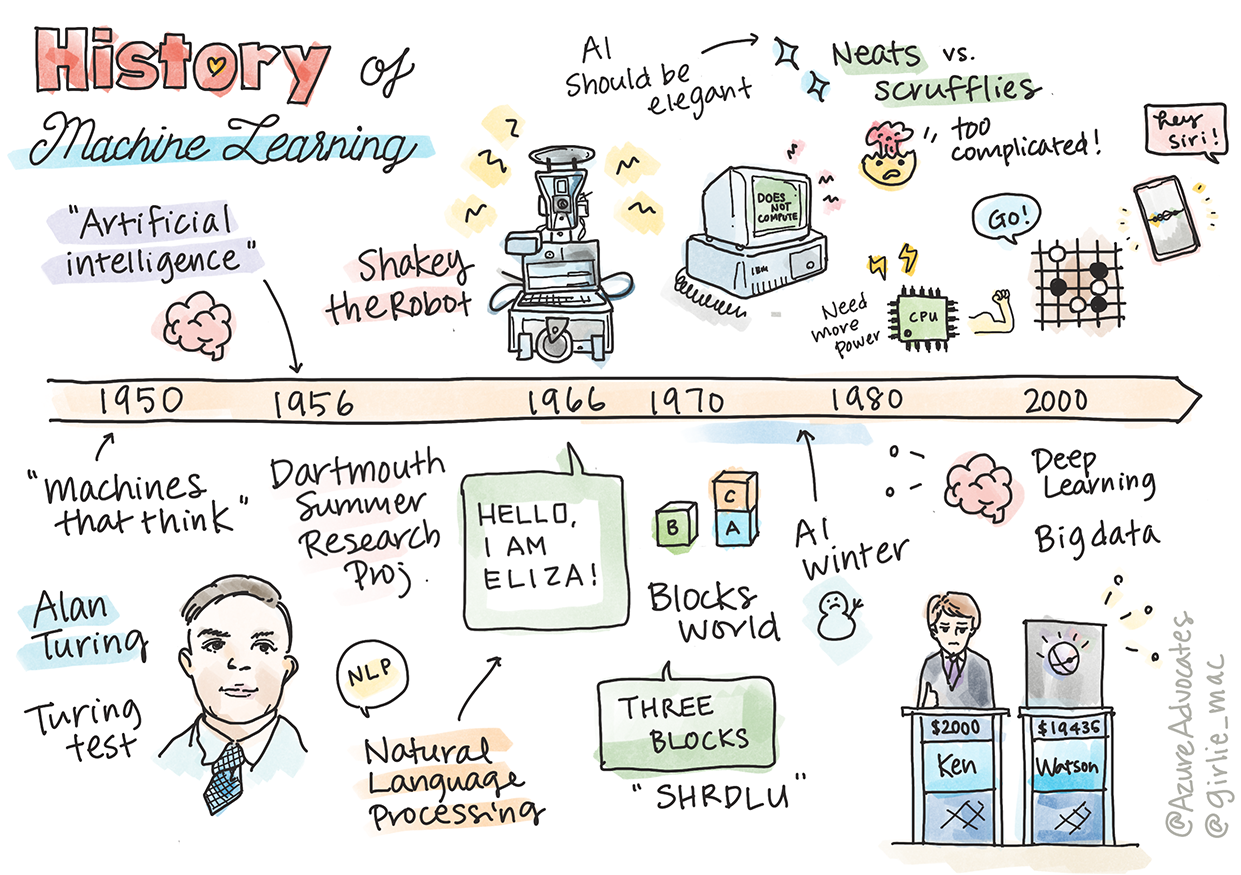 History of
Machine Learning
"Artificial
intelligence"
Shakey
the Robot
AI
Should be
elegant
Neats vs.
scrufflies
too
complicated!
hey
Siri!
DOES
NOT
COMPUTE
IBM
GO!
Need
more
Power
CPU
1950
1956
1966
1970
1980
2000
"machines
that think"
Alan
Turing
Turing
test
Dartmouth
Summer
Research
Proj.
HELLO,
I AM
ELIZA!
NLP
Natural
Language
Processing
B
C
A
Blocks
world
THREE
BLOCKS
"SHRDLU"
AI
winter
Deep
Learning
Big data
$2000
Ken
$19435
Watson
@AzureAdvocates
@girlie_mac